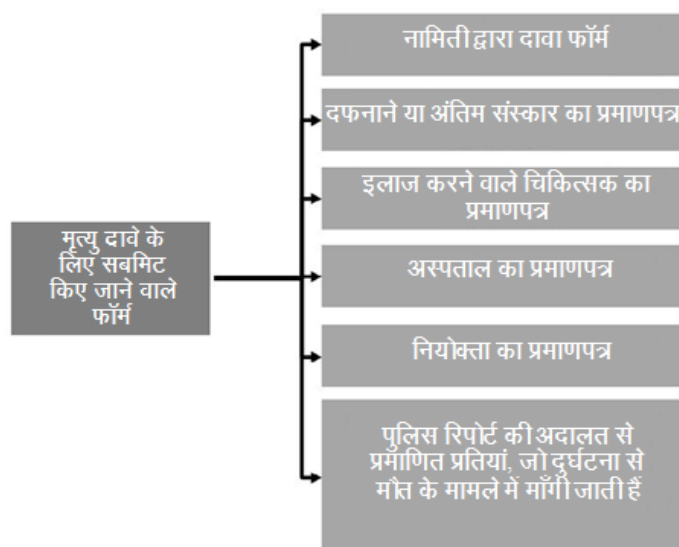 मृत्यु दावे के
लिए सबमिट
किए जाने वाले
फॉर्म
नामिती द्वारा दावा फॉर्म
दफनाने या अंतिम संस्कार का प्रमाणपत्र
इलाज करने वाले चिकित्सक का
प्रमाणपत्र
अस्पताल का प्रमाणपत्र
नियोक्ता का प्रमाणपत्र
पुलिस रिपोर्ट की अदालत से
प्रमाणित प्रतियां, जो दुर्घटना से
मौत के मामले में माँगी जाती हैं